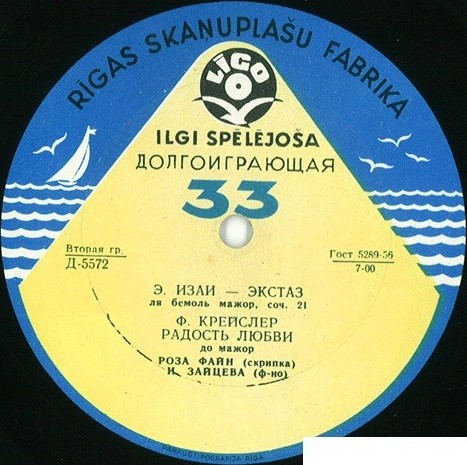 RĪGAS SKANUPLAŠU FABRIKA
LĪGO
ILGI SPĒLĒJOŠA
ДОЛГОИГРАЮЩАЯ
33
Вторая гр.
Д-5572
Гост 5289-56
7-00
Э. ИЗАИ — ЭКСТАЗ
ля бемоль мажор, соч. 21
Ф. КРЕЙСЛЕР
РАДОСТЬ ЛЮБВИ
до мажор
РОЗА ФАЙН (скрипка)
И. ЗАЙЦЕВА (ф-но)